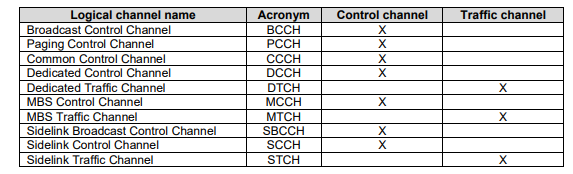 Logical channel name Acronym Control channel Traffic channel
Broadcast Control Channel BCCH X
Paging Control Channel PCCH X
Common Control Channel CCCH X
Dedicated Control Channel DCCH X
Dedicated Traffic Channel DTCH X
MBS Control Channel MCCH X
MBS Traffic Channel MTCH X
Sidelink Broadcast Control Channel SBCCH X
Sidelink Control Channel SCCH X
Sidelink Traffic Channel STCH X